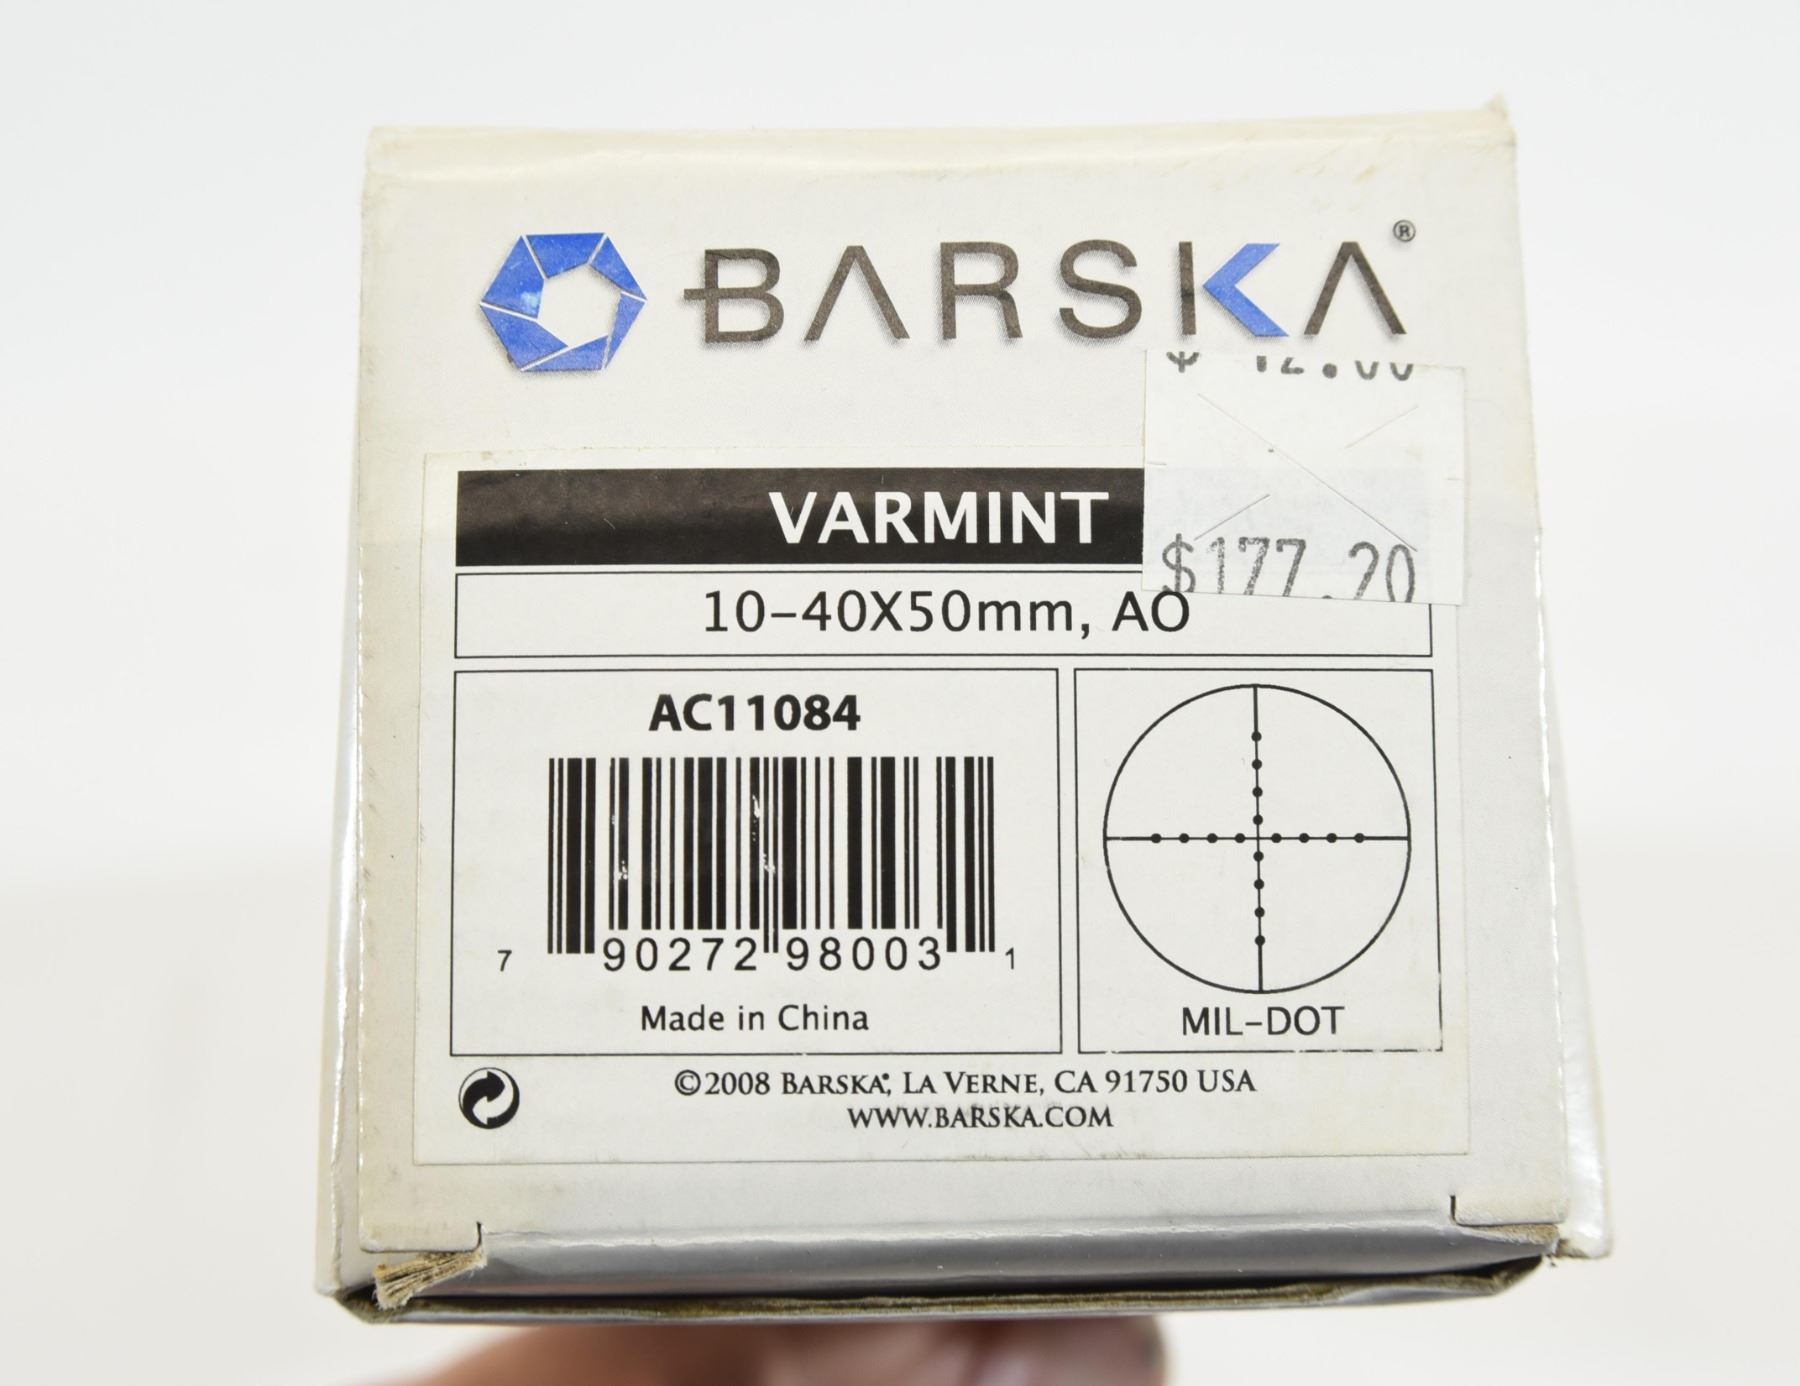 BARSKA®
VARMINT
$177.20
10-40X50mm, AO
AC11084
7 90272 98003 1
Made in China
MIL-DOT
©2008 BARSKA®, LA VERNE, CA 91750 USA
WWW.BARSKA.COM